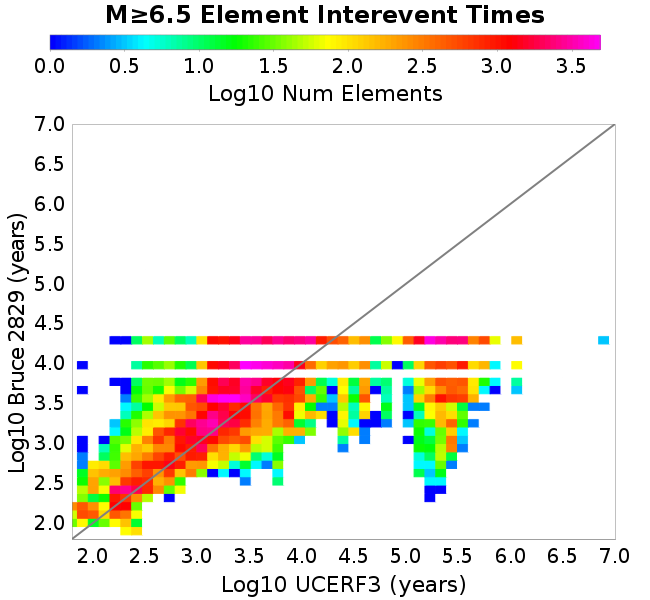 M≥6.5 Element Interevent Times
0.0 0.5 1.0 1.5 2.0 2.5 3.0 3.5
Log10 Num Elements
7.0
6.5
6.0
5.5
5.0
4.5
4.0
3.5
3.0
2.5
2.0
Log10 Bruce 2829 (years)
2.0 2.5 3.0 3.5 4.0 4.5 5.0 5.5 6.0 6.5 7.0
Log10 UCERF3 (years)